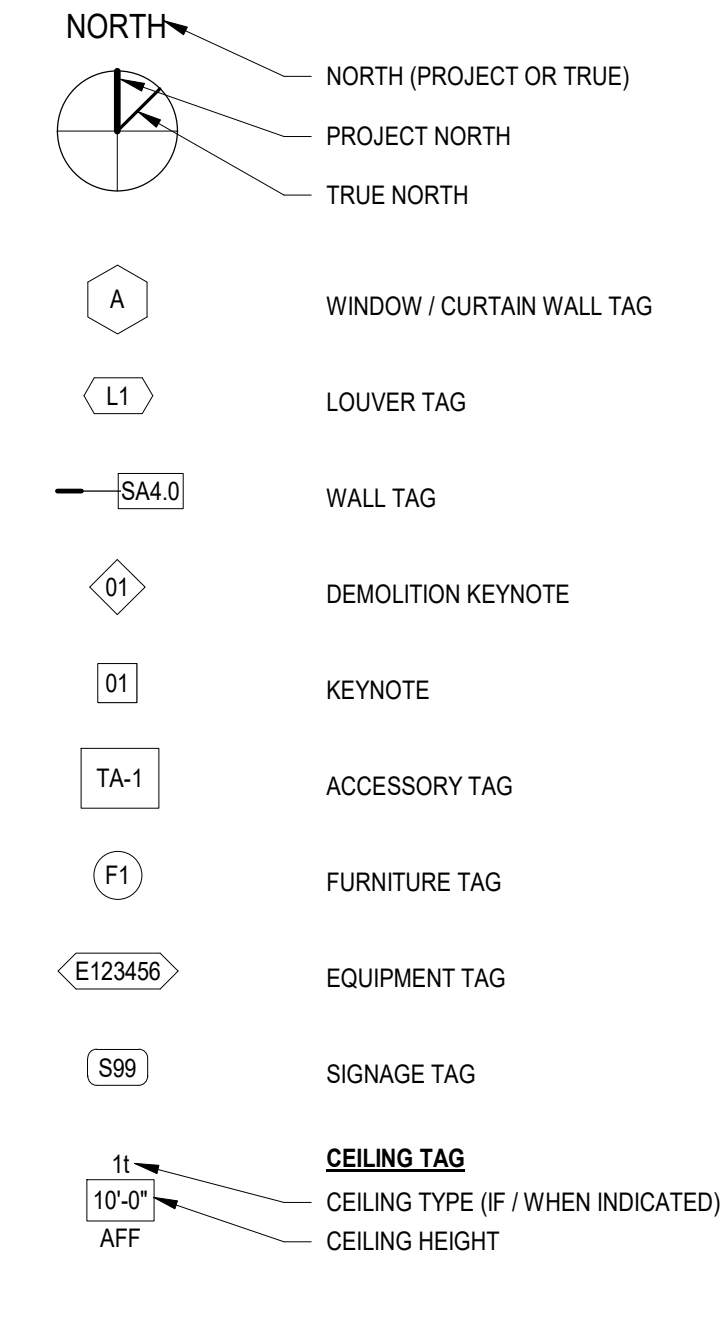 NORTH
NORTH (PROJECT OR TRUE)
PROJECT NORTH
TRUE NORTH
A
WINDOW / CURTAIN WALL TAG
L1
LOUVER TAG
SA4.0
WALL TAG
01
DEMOLITION KEYNOTE
01
KEYNOTE
TA-1
ACCESSORY TAG
F1
FURNITURE TAG
E123456
EQUIPMENT TAG
S99
SIGNAGE TAG
1t
CEILING TAG
10'-0"
CEILING TYPE (IF / WHEN INDICATED)
AFF
CEILING HEIGHT